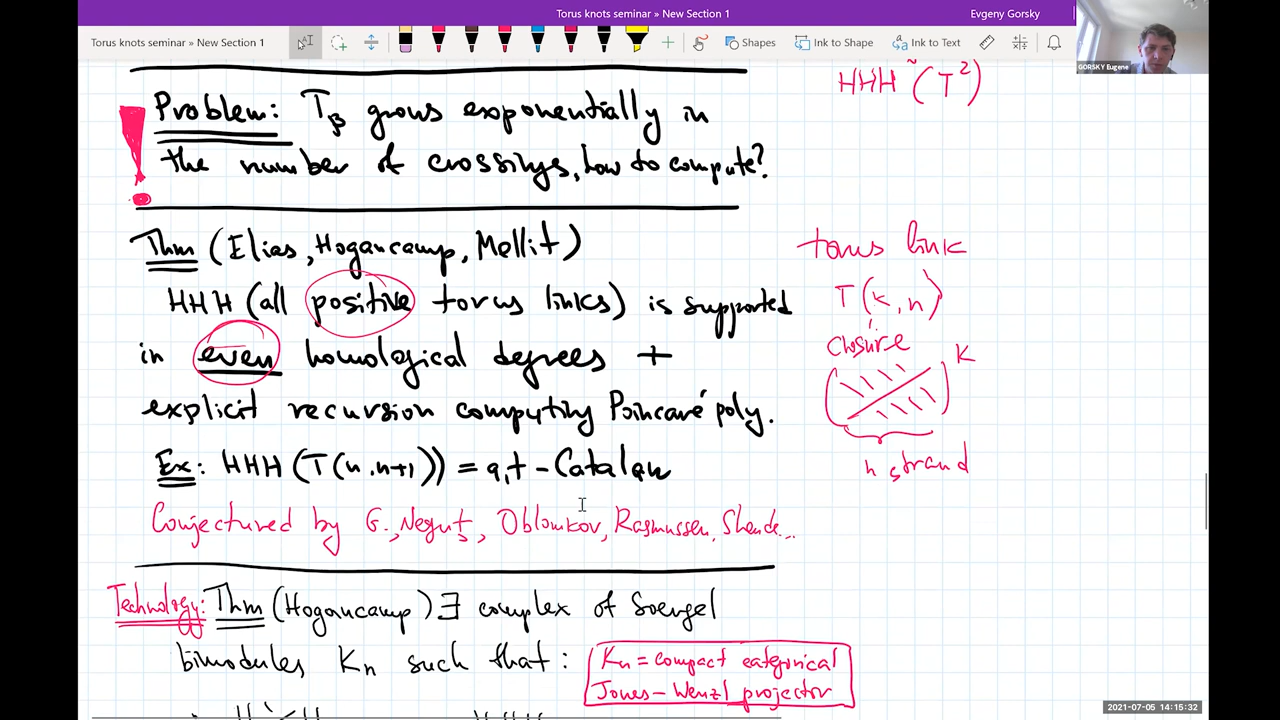 Torus knots seminar » New Section 1
Evgeny Gorsky
Torus knots seminar » New Section 1
Shapes
Ink to Shape
Ink to Text
GORSKY Eugene
HHH (T²)
Problem: Tβ grows exponentially in
the number of crossings, how to compute?
Thm (Elias, Hogancamp, Mellit)
HHH (all positive torus links) is supported
in even homological degrees +
explicit recursion computing Poincaré poly.
Ex: HHH(T(n,n+1)) = q,t - Catalan
Conjectured by G., Neguţ, Oblomkov, Rasmussen, Shende...
torus link
T(k,n)
closure
K
n strand
Technology: Thm (Hogancamp) ∃ complex of Soergel
bimodules Kn such that:
Kn = compact categorical
Jones-Wenzl projector
2021-07-05 14:15:32